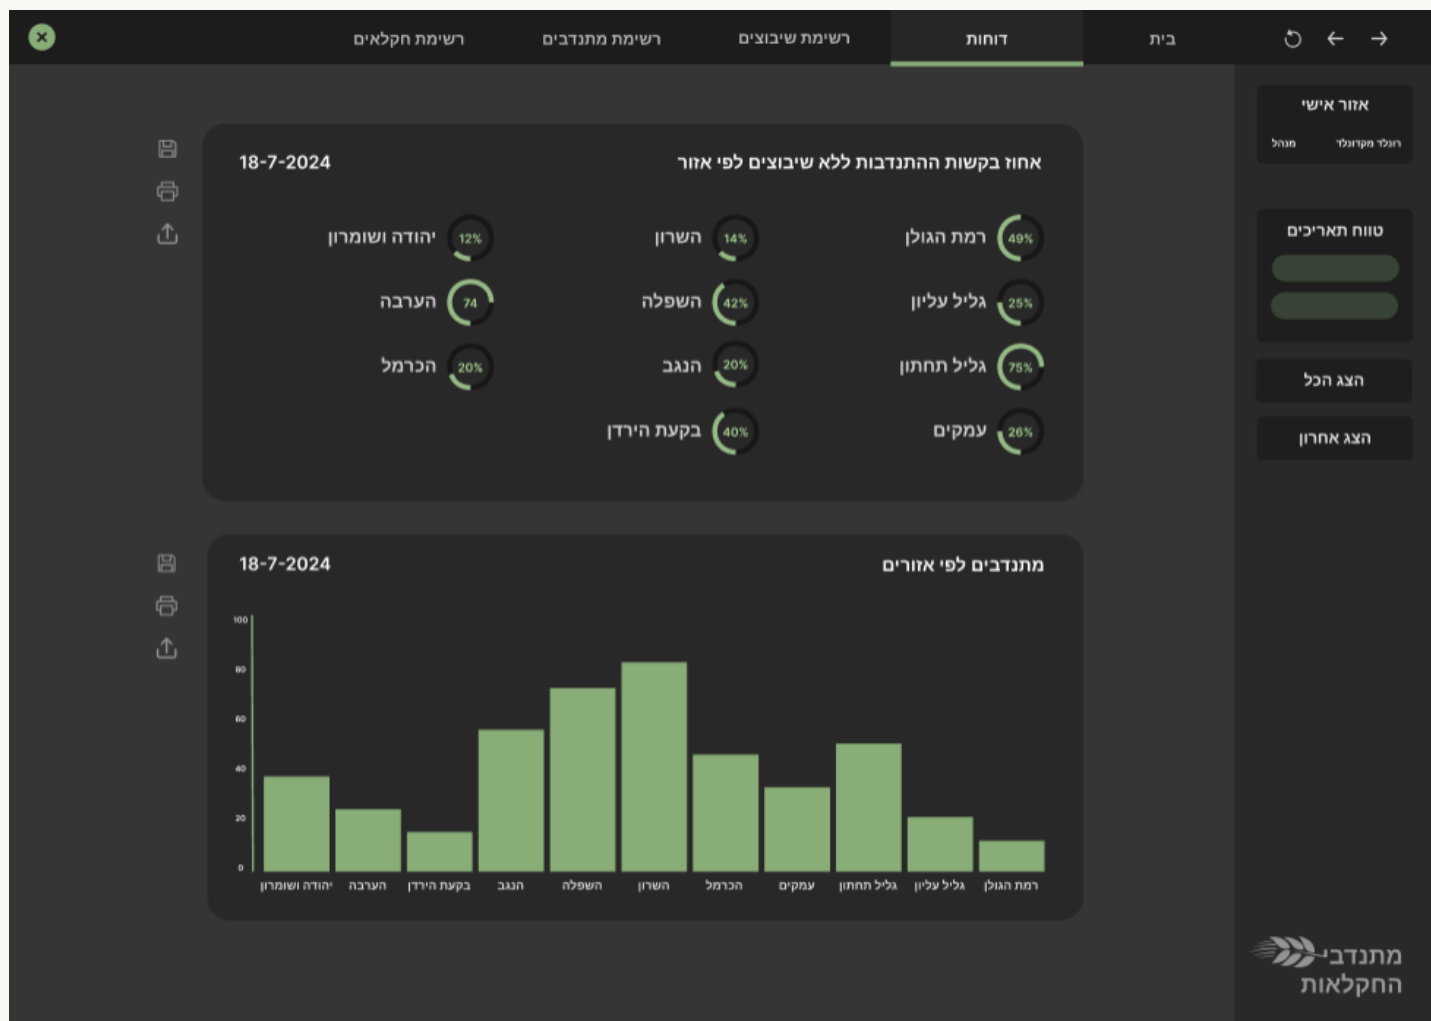 בית
דוחות
רשימת שיבוצים
רשימת מתנדבים
רשימת חקלאים
אזור אישי
רונלד מקדונלד מנהל
טווח תאריכים
הצג הכל
הצג אחרון
אחוז בקשות ההתנדבות ללא שיבוצים לפי אזור
18-7-2024
49% רמת הגולן
25% גליל עליון
75% גליל תחתון
26% עמקים
14% השרון
42% השפלה
20% הנגב
40% בקעת הירדן
12% יהודה ושומרון
74 הערבה
20% הכרמל
מתנדבים לפי אזורים
18-7-2024
100
80
60
40
20
0
רמת הגולן
גליל עליון
גליל תחתון
עמקים
הכרמל
השרון
השפלה
הנגב
בקעת הירדן
הערבה
יהודה ושומרון
מתנדבי
החקלאות